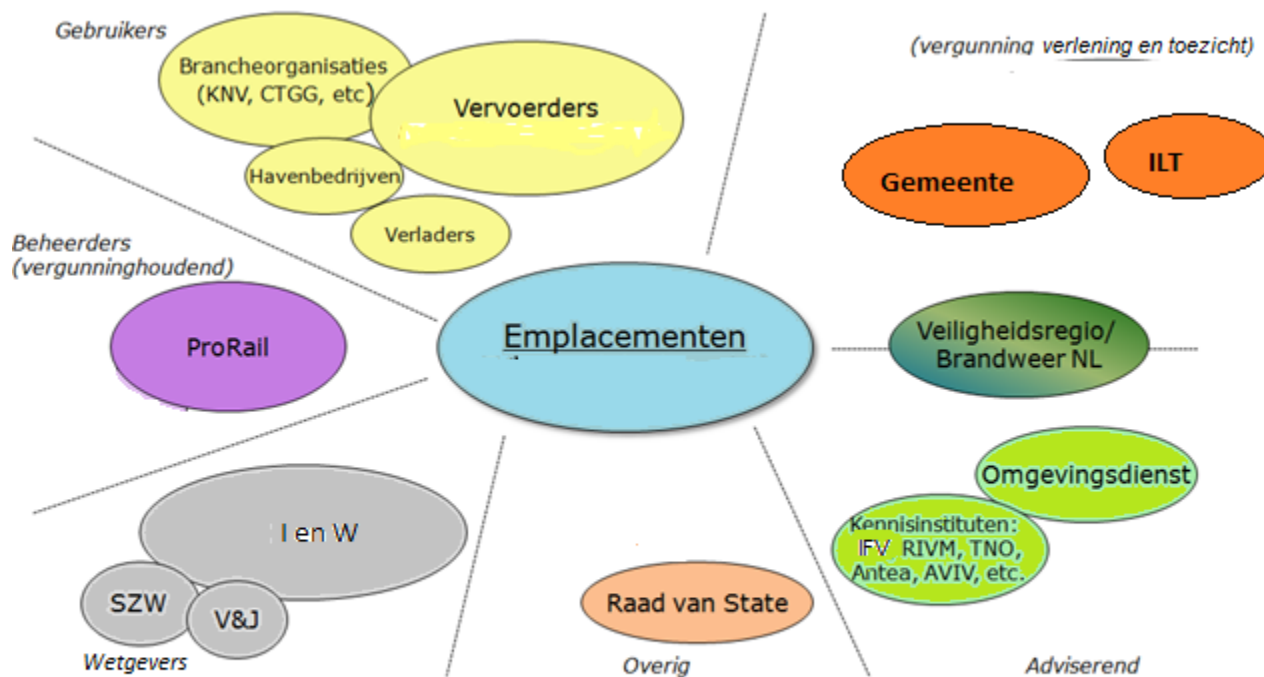 Gebruikers
Brancheorganisaties
(KNV, CTGG, etc)
Vervoerders
Havenbedrijven
Verladers
(vergunning verlening en toezicht)
Gemeente
ILT
Beheerders
(vergunninghoudend)
ProRail
Emplacementen
Veiligheidsregio/
Brandweer NL
Omgevingsdienst
Kennisinstituten:
IFV RIVM, TNO,
Antea, AVIV, etc.
I en W
SZW
V&J
Wetgevers
Raad van State
Overig
Adviserend